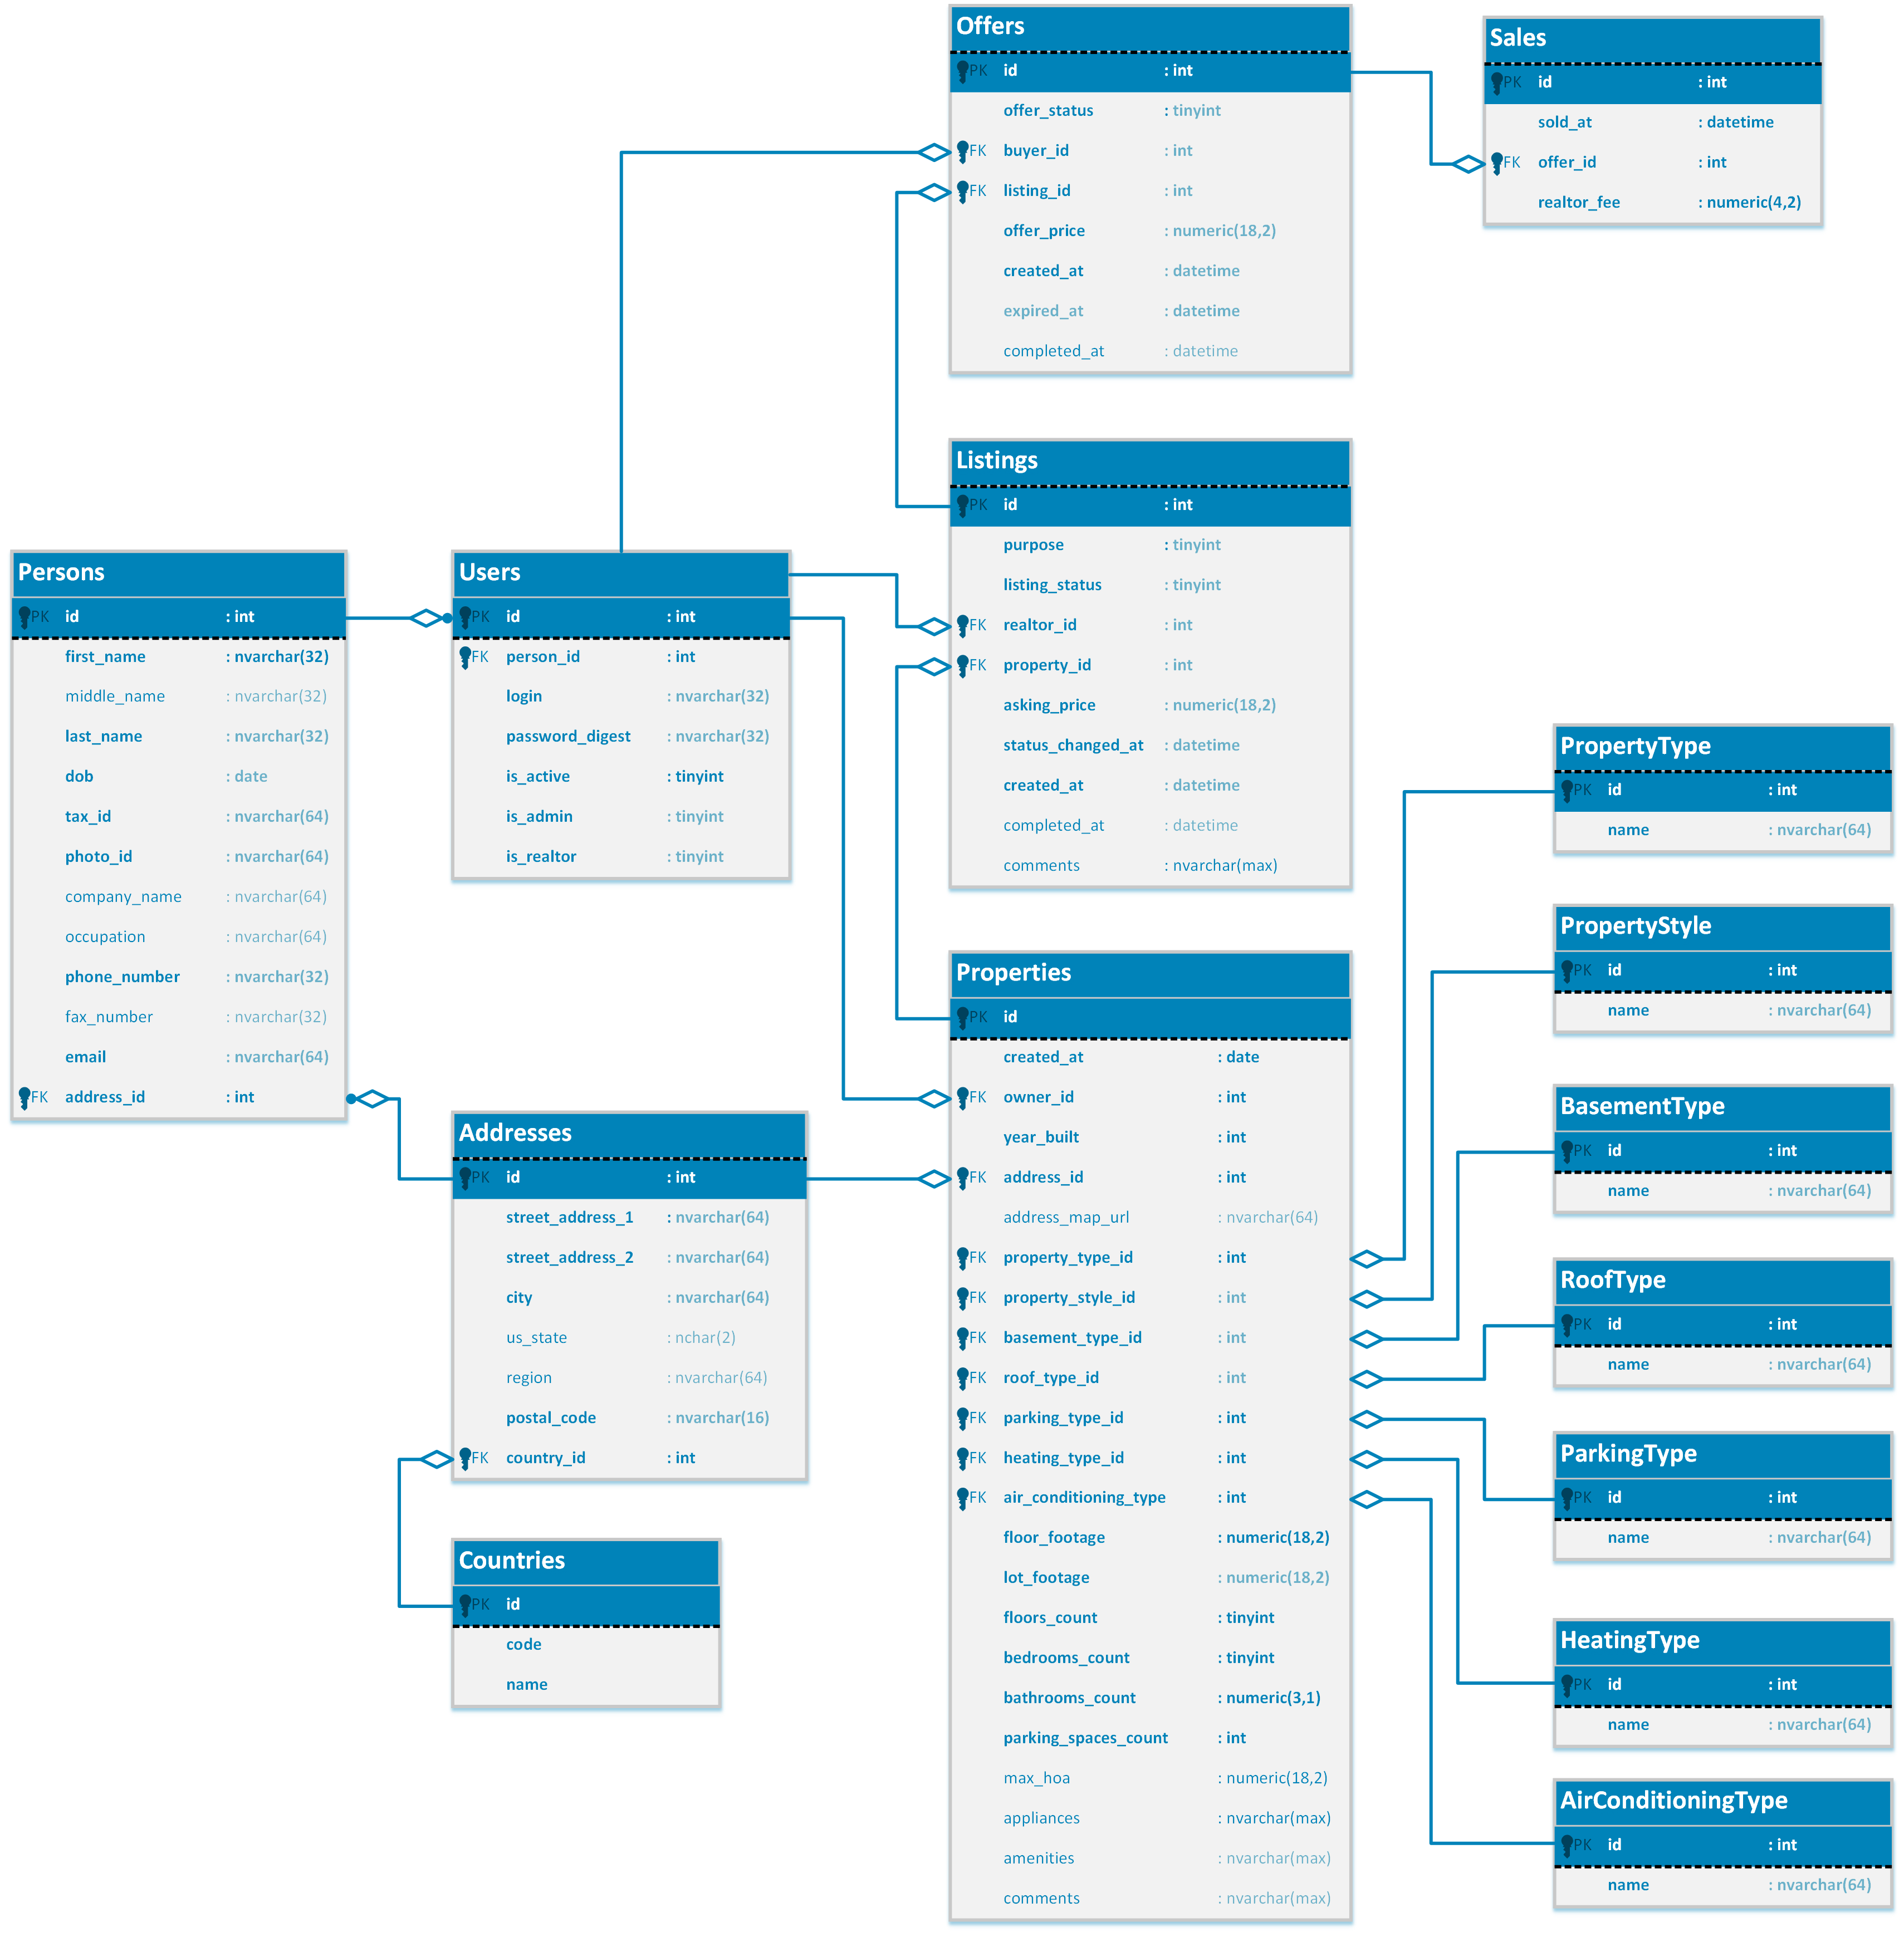 Offers
PK id : int
offer_status : tinyint
FK buyer_id : int
FK listing_id : int
offer_price : numeric(18,2)
created_at : datetime
expired_at : datetime
completed_at : datetime
Sales
PK id : int
sold_at : datetime
FK offer_id : int
realtor_fee : numeric(4,2)
Listings
PK id : int
purpose : tinyint
listing_status : tinyint
FK realtor_id : int
FK property_id : int
asking_price : numeric(18,2)
status_changed_at : datetime
created_at : datetime
completed_at : datetime
comments : nvarchar(max)
Persons
PK id : int
first_name : nvarchar(32)
middle_name : nvarchar(32)
last_name : nvarchar(32)
dob : date
tax_id : nvarchar(64)
photo_id : nvarchar(64)
company_name : nvarchar(64)
occupation : nvarchar(64)
phone_number : nvarchar(32)
fax_number : nvarchar(32)
email : nvarchar(64)
FK address_id : int
Users
PK id : int
FK person_id : int
login : nvarchar(32)
password_digest : nvarchar(32)
is_active : tinyint
is_admin : tinyint
is_realtor : tinyint
Addresses
PK id : int
street_address_1 : nvarchar(64)
street_address_2 : nvarchar(64)
city : nvarchar(64)
us_state : nchar(2)
region : nvarchar(64)
postal_code : nvarchar(16)
FK country_id : int
Countries
PK id
code
name
Properties
PK id
created_at : date
FK owner_id : int
year_built : int
FK address_id : int
address_map_url : nvarchar(64)
FK property_type_id : int
FK property_style_id : int
FK basement_type_id : int
FK roof_type_id : int
FK parking_type_id : int
FK heating_type_id : int
FK air_conditioning_type : int
floor_footage : numeric(18,2)
lot_footage : numeric(18,2)
floors_count : tinyint
bedrooms_count : tinyint
bathrooms_count : numeric(3,1)
parking_spaces_count : int
max_hoa : numeric(18,2)
appliances : nvarchar(max)
amenities : nvarchar(max)
comments : nvarchar(max)
PropertyType
PK id : int
name : nvarchar(64)
PropertyStyle
PK id : int
name : nvarchar(64)
BasementType
PK id : int
name : nvarchar(64)
RoofType
PK id : int
name : nvarchar(64)
ParkingType
PK id : int
name : nvarchar(64)
HeatingType
PK id : int
name : nvarchar(64)
AirConditioningType
PK id : int
name : nvarchar(64)